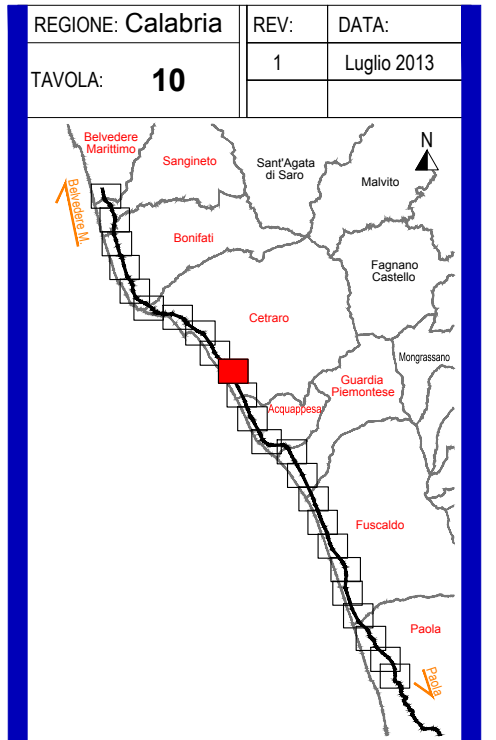 REGIONE: Calabria
REV:
DATA:
TAVOLA: 10
1
Luglio 2013
N
Belvedere
Marittimo
Sangineto
Sant'Agata
di Saro
Malvito
Belvedere M.
Bonifati
Fagnano
Castello
Cetraro
Mongrassano
Guardia
Piemontese
Acquappesa
Fuscaldo
Paola
Paola